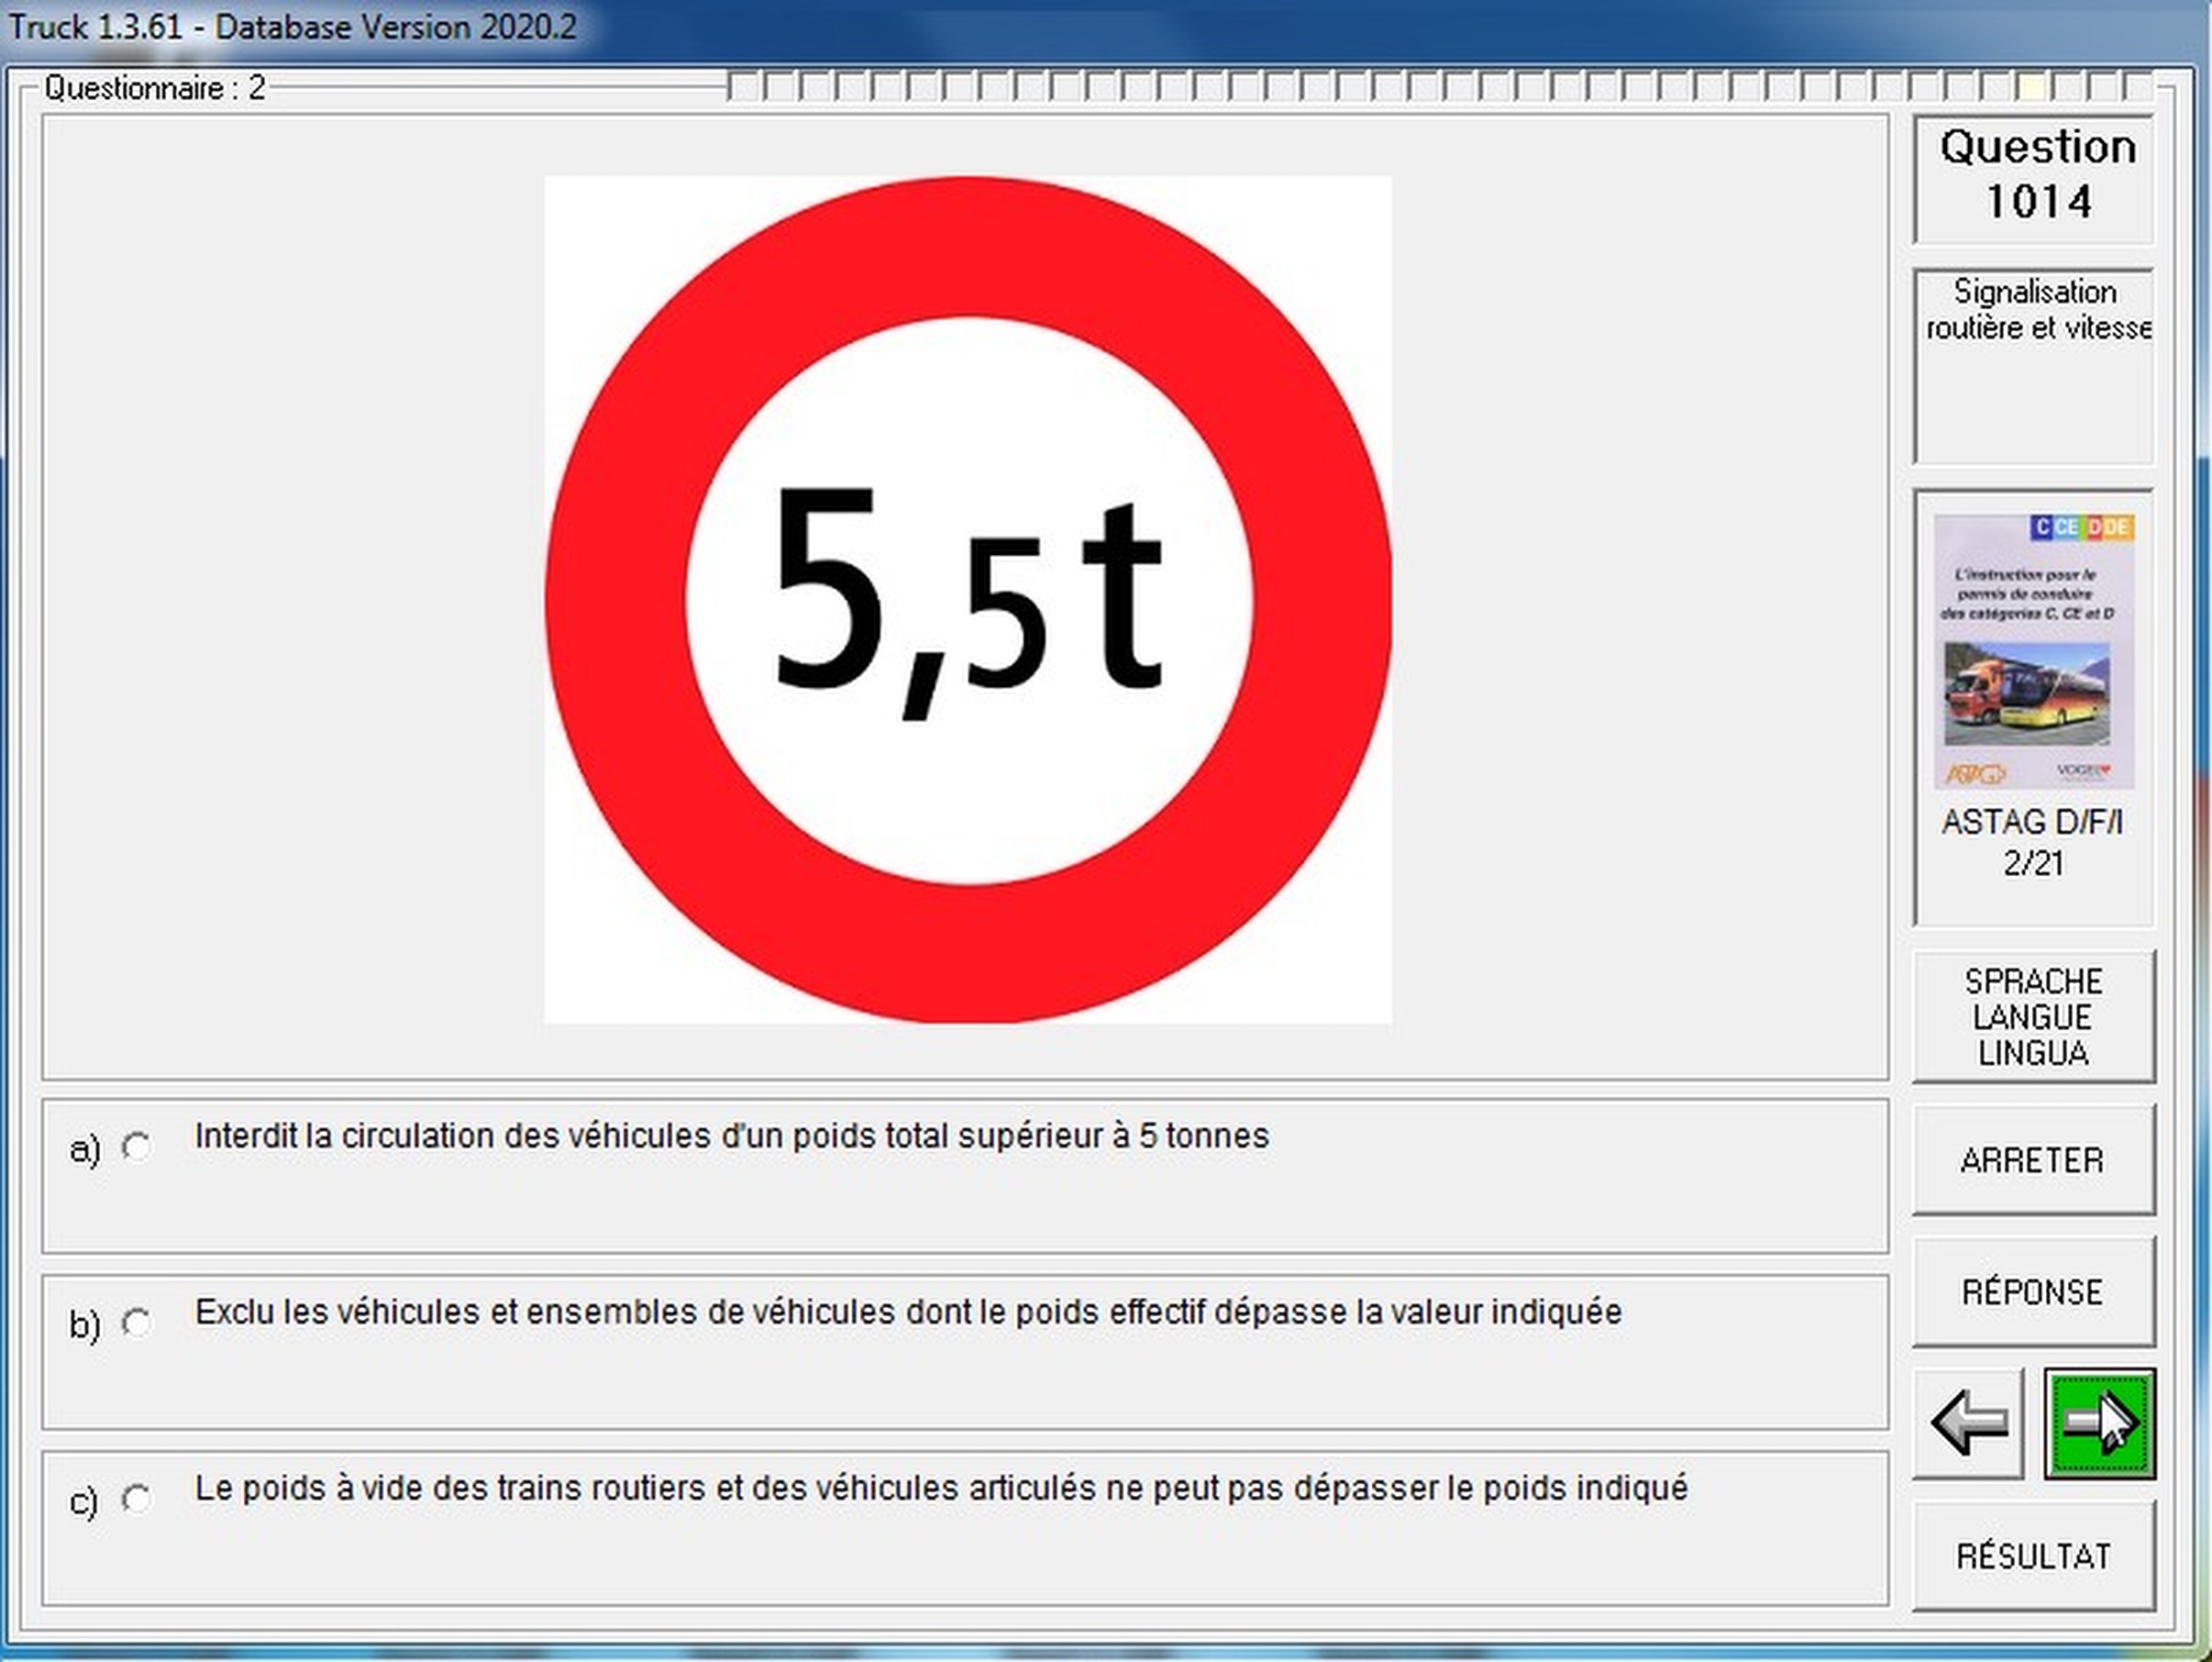 Truck 1.3.61 - Database Version 2020.2
Questionnaire : 2
5,5t
Question
1014
Signalisation
routière et vitesse
C CE D DE
L'instruction pour le
permis de conduire
des catégories C, CE et D
ASTAG
VOGEL
ASTAG D/F/I
2/21
SPRACHE
LANGUE
LINGUA
ARRETER
RÉPONSE
RÉSULTAT
a) Interdit la circulation des véhicules d'un poids total supérieur à 5 tonnes
b) Exclu les véhicules et ensembles de véhicules dont le poids effectif dépasse la valeur indiquée
c) Le poids à vide des trains routiers et des véhicules articulés ne peut pas dépasser le poids indiqué